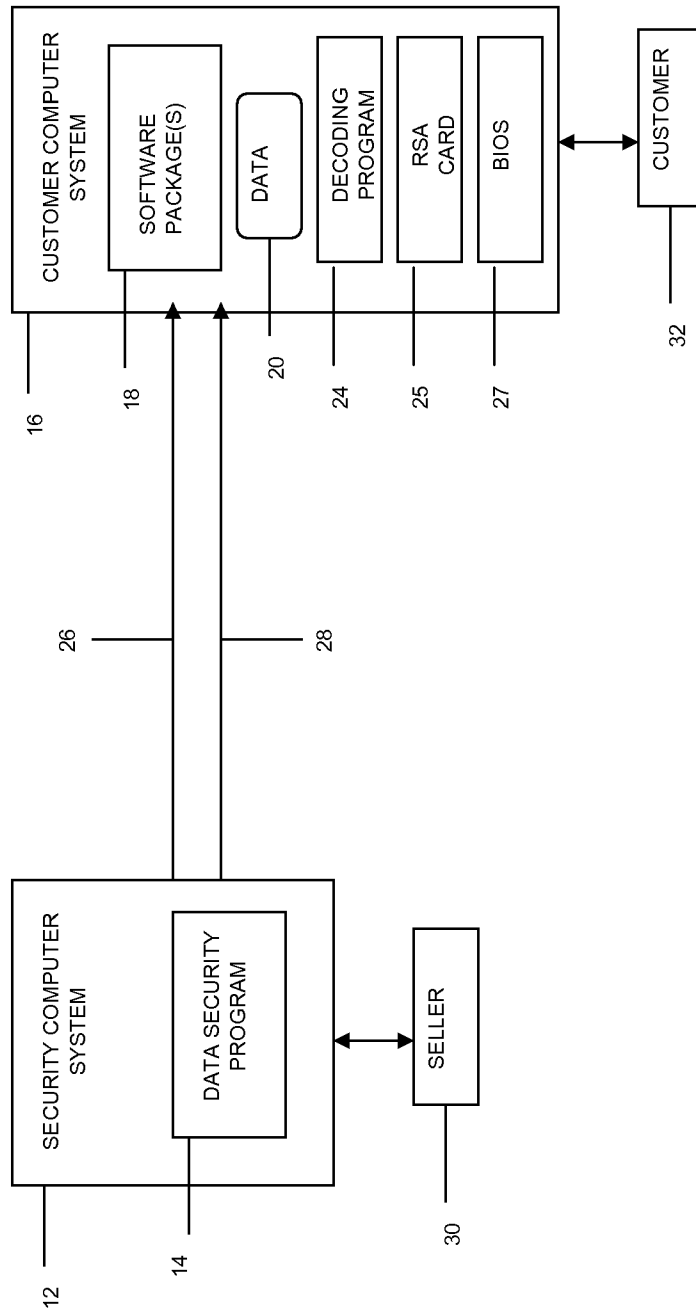 12
SECURITY COMPUTER
SYSTEM
14
DATA SECURITY
PROGRAM
30
SELLER
26
28
16
CUSTOMER COMPUTER
SYSTEM
18
SOFTWARE
PACKAGE(S)
20
DATA
24
DECODING
PROGRAM
25
RSA
CARD
27
BIOS
32
CUSTOMER